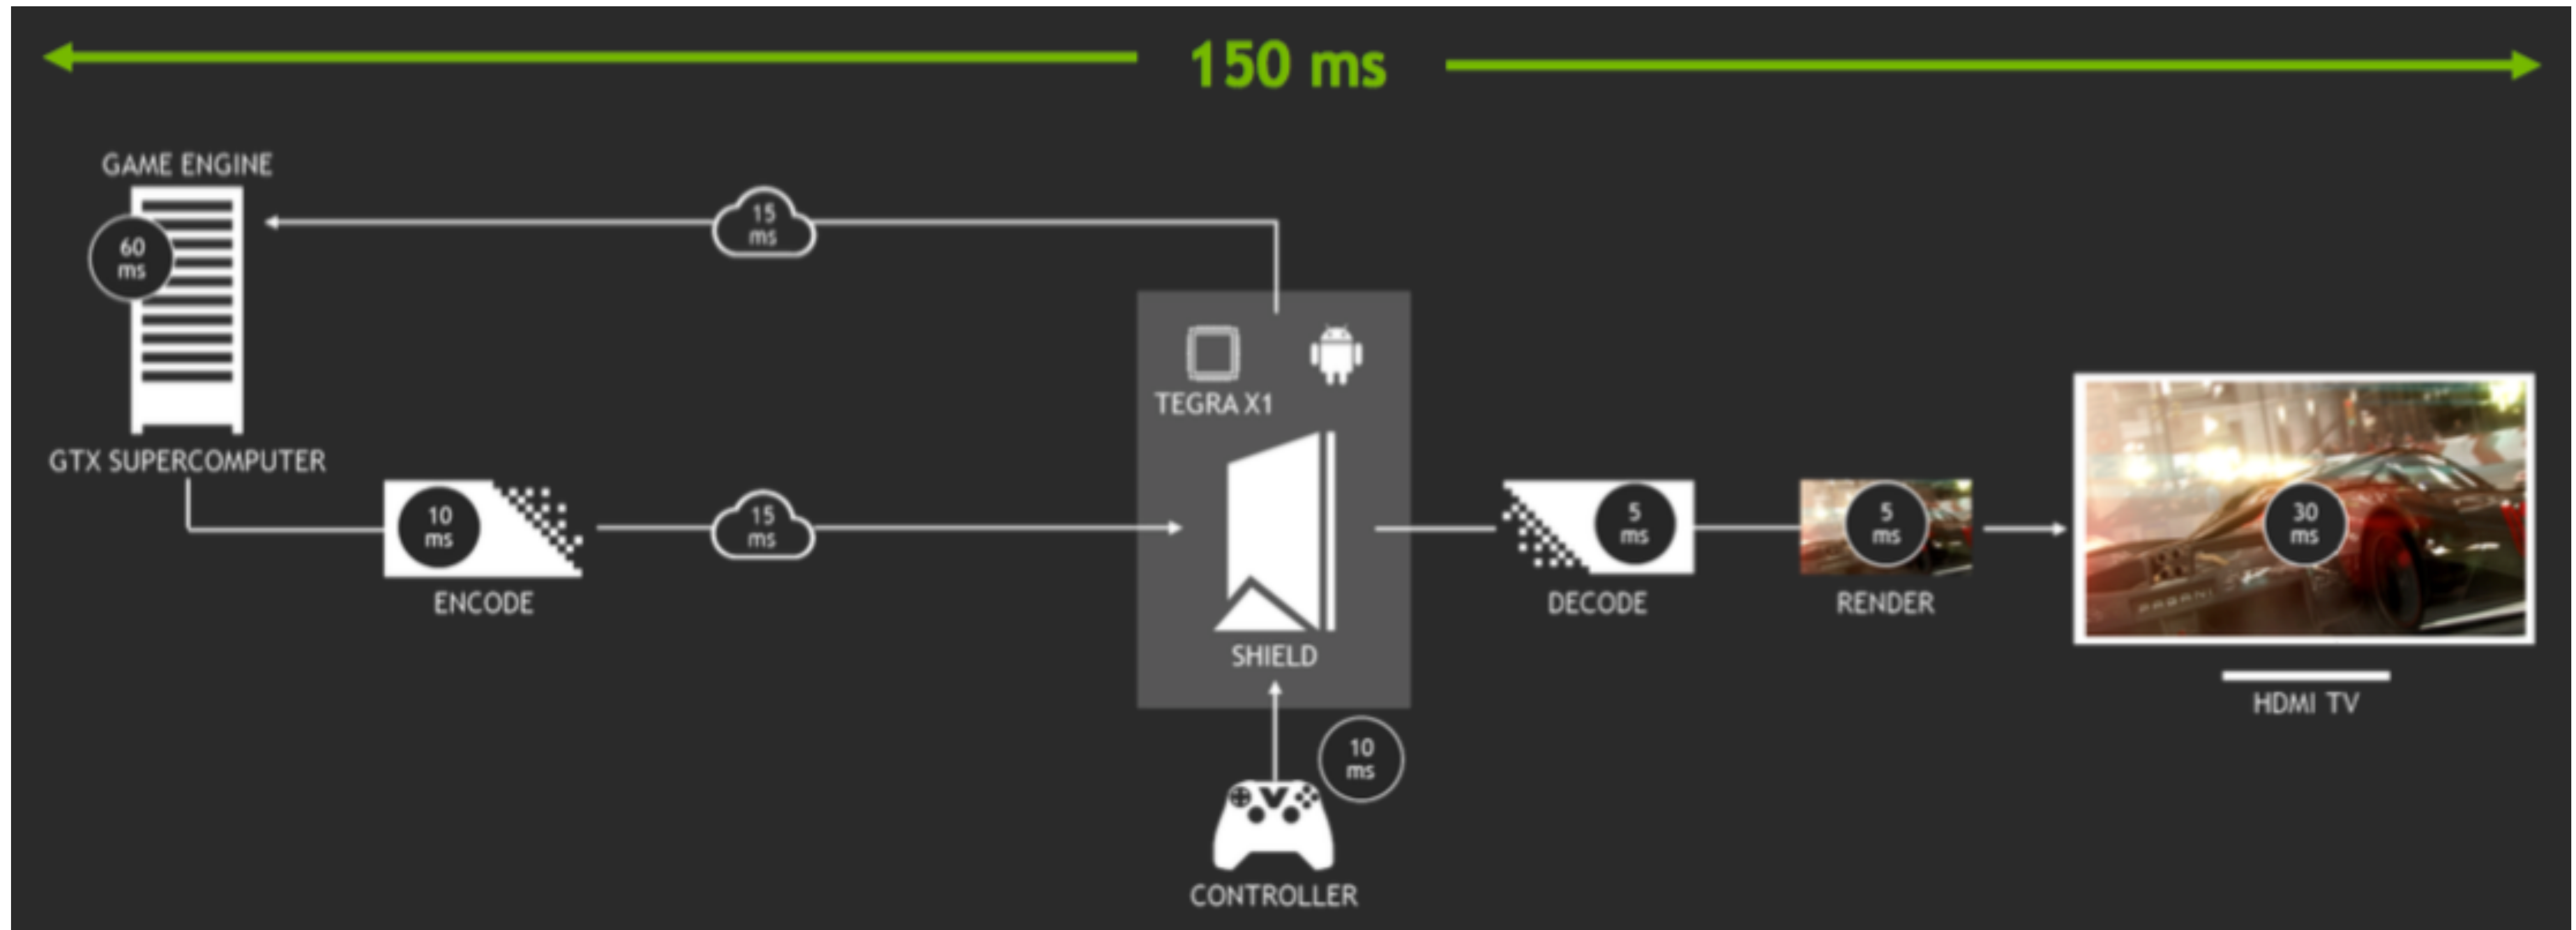 150 ms
GAME ENGINE
15
ms
60
ms
TEGRA X1
GTX SUPERCOMPUTER
10
ms
15
ms
5
ms
5
ms
30
ms
ENCODE
DECODE
RENDER
PAGANI
SHIELD
HDMI TV
10
ms
CONTROLLER